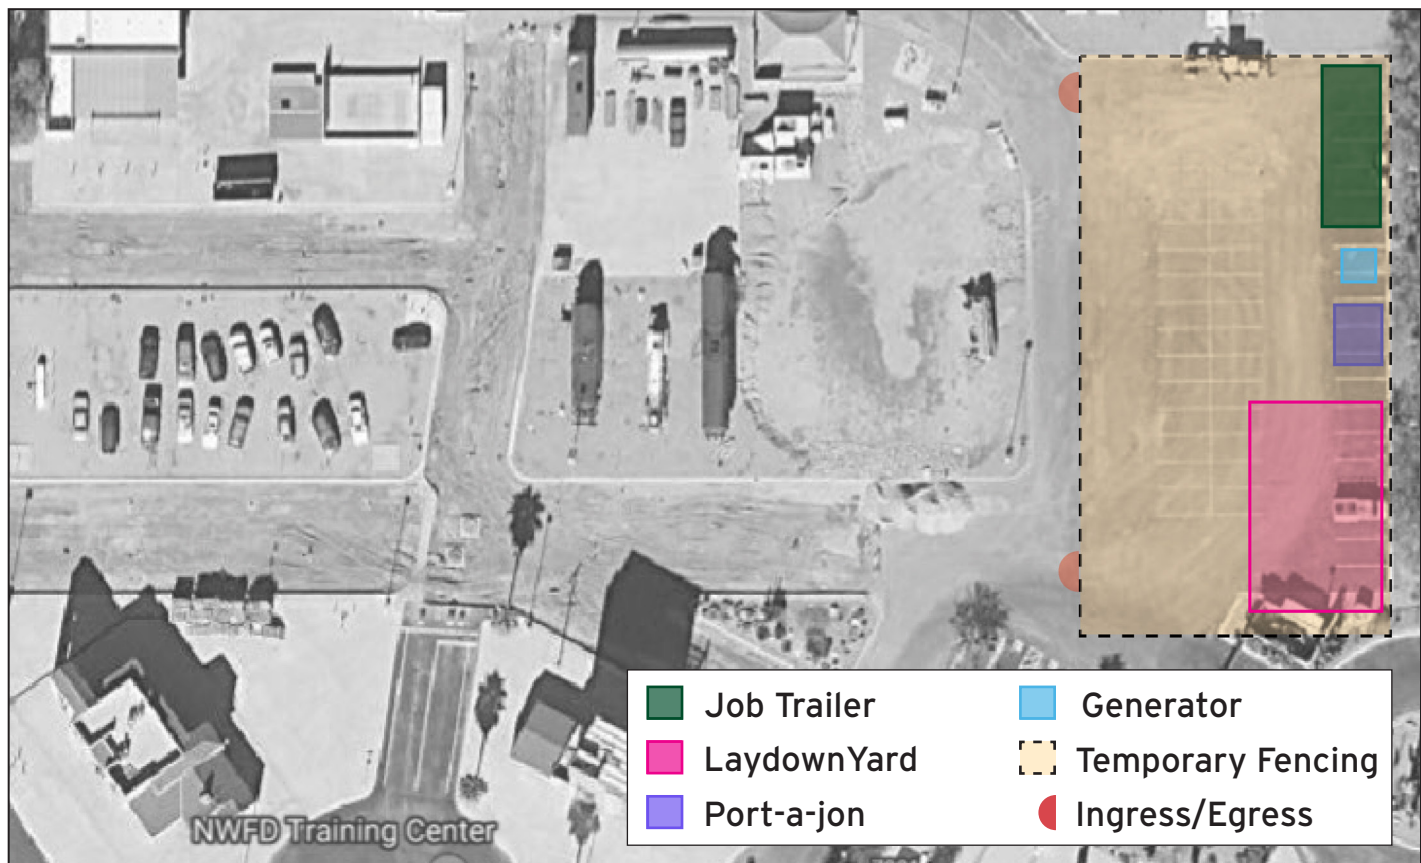 Job Trailer
Generator
LaydownYard
Temporary Fencing
Port-a-jon
Ingress/Egress
NWFD Training Center